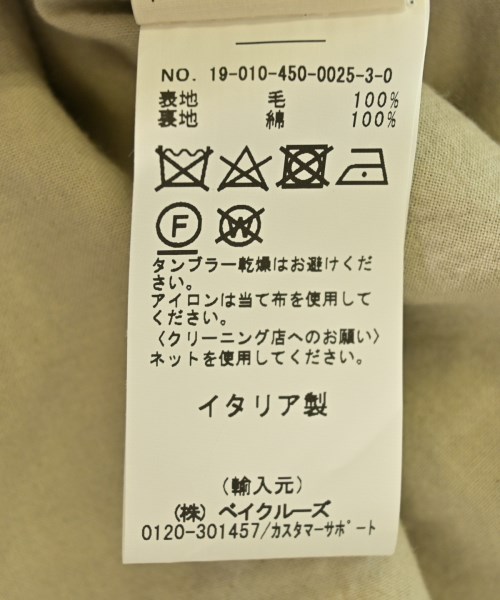 NO. 19-010-450-0025-3-0
表地 毛 100%
裏地 綿 100%
F
W
タンブラー乾燥はお避けくだ
さい。
アイロンは当て布を使用して
ください。
〈クリーニング店へのお願い〉
ネットを使用してください。
イタリア製
(輸入元)
(株) ベイクルーズ
0120-301457/カスタマーサポート